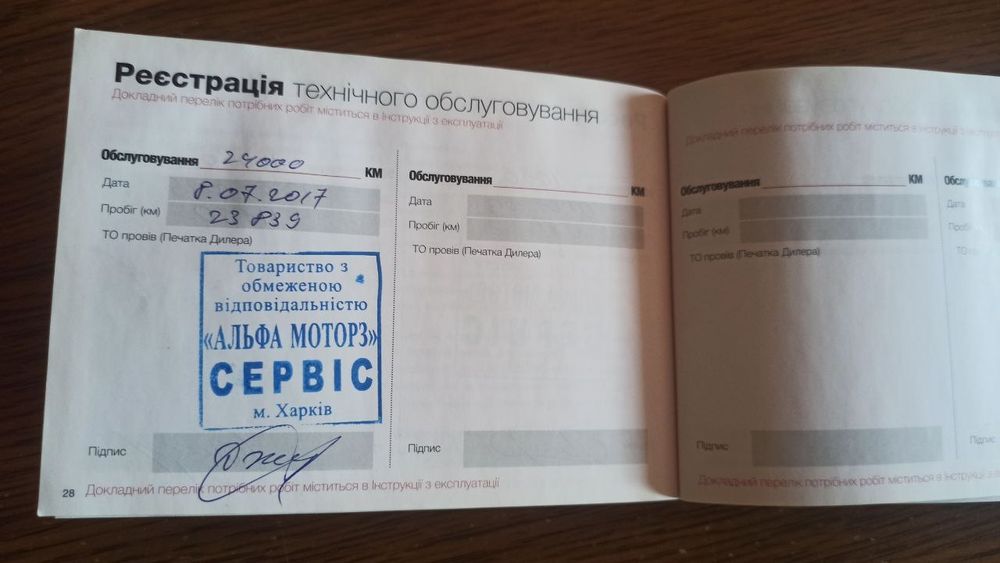 Реєстрація технічного обслуговування
Докладний перелік потрібних робіт міститься в Інструкції з експлуатації
Обслуговування 24000 КМ
Дата 8.07.2017
Пробіг (км) 23 839
ТО провів (Печатка Дилера)
Товариство з
обмеженою
відповідальністю
«АЛЬФА МОТОРЗ»
СЕРВІС
м. Харків
Підпис
28 Докладний перелік потрібних робіт міститься в Інструкції з експлуатації
Обслуговування КМ
Дата
Пробіг (км)
ТО провів (Печатка Дилера)
Підпис
Докладний перелік потрібних робіт міститься в Інструкції з
Обслуговування КМ
Дата
Пробіг (км)
ТО провів (Печатка Дилера)
Підпис
Докладний перелік потрібних робіт міститься в Інструкції з
Дата